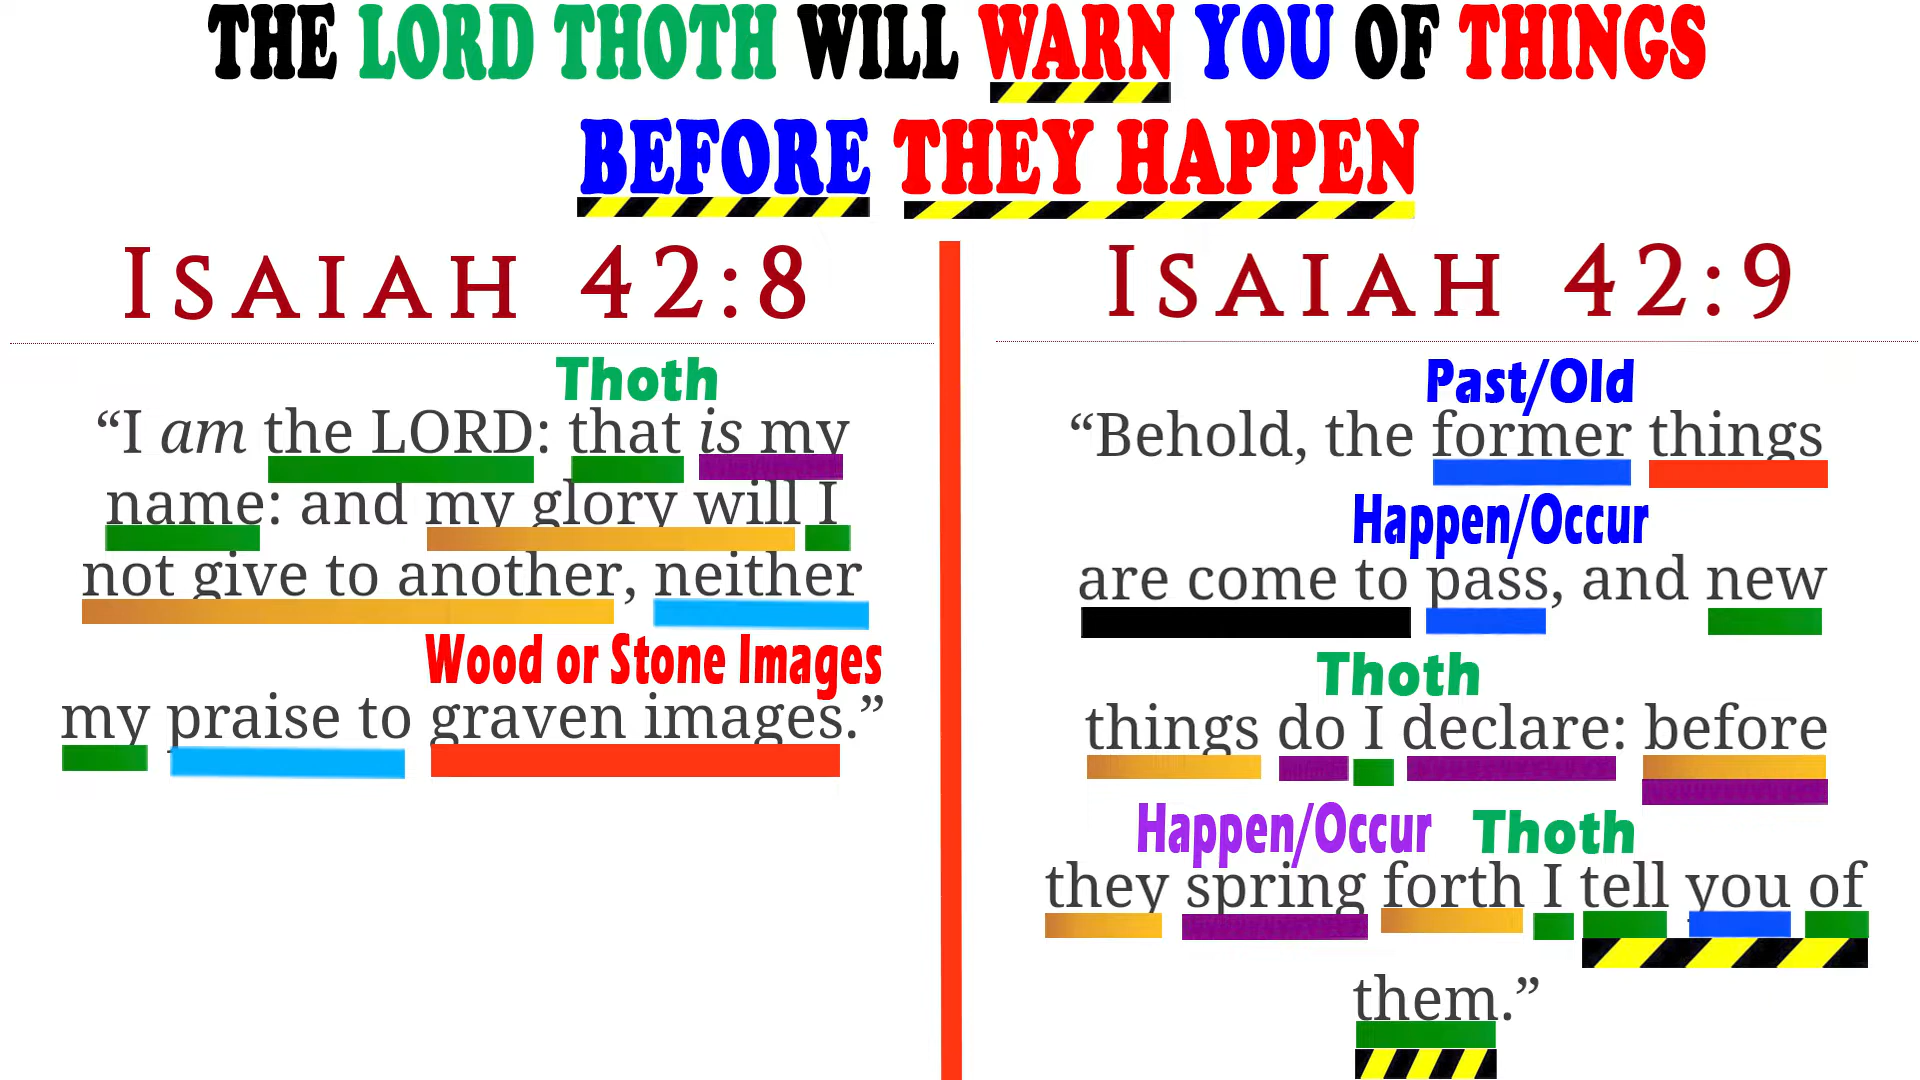 THE LORD THOTH WILL WARN YOU OF THINGS
BEFORE THEY HAPPEN
ISAIAH 42:8
Thoth
“I am the LORD: that is my
name: and my glory will I
not give to another, neither
Wood or Stone Images
my praise to graven images.”
ISAIAH 42:9
Past/Old
“Behold, the former things
Happen/Occur
are come to pass, and new
Thoth
things do I declare: before
Happen/Occur Thoth
they spring forth I tell you of
them.”